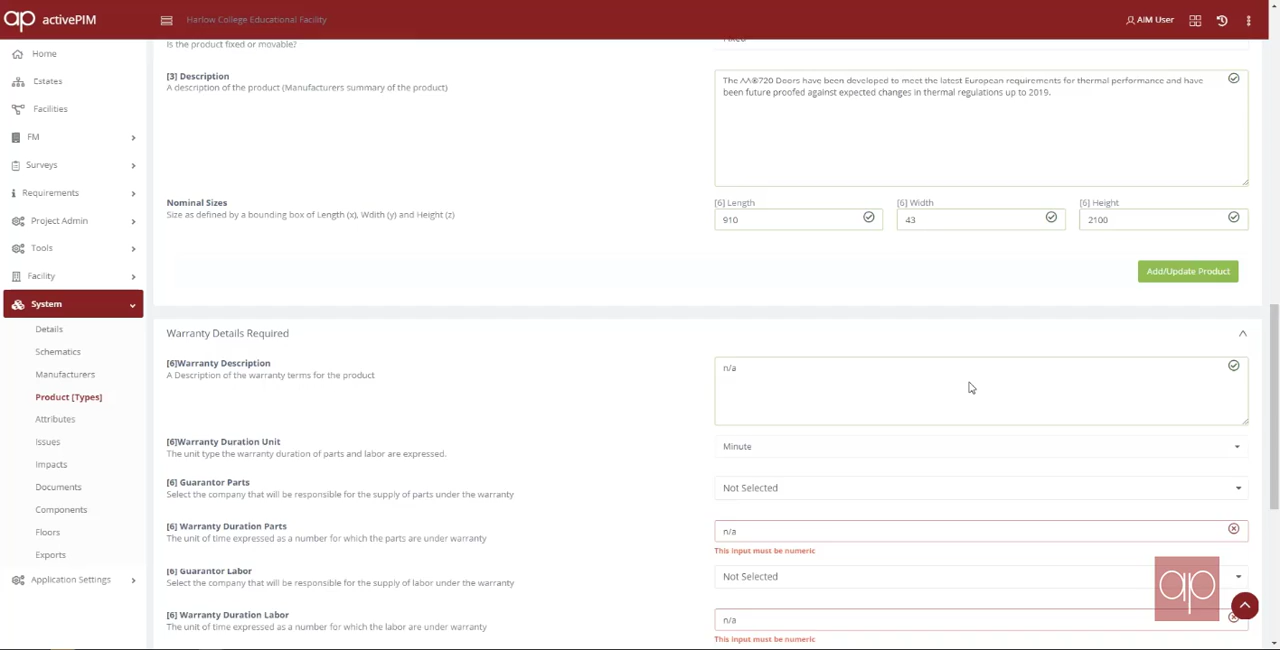 ap activePIM
Harlow College Educational Facility
AIM User
Home
Estates
Facilities
FM
Surveys
Requirements
Project Admin
Tools
Facility
System
Details
Schematics
Manufacturers
Product [Types]
Attributes
Issues
Impacts
Documents
Components
Floors
Exports
Application Settings
Is the product fixed or movable?
Fixed
[3] Description
A description of the product (Manufacturers summary of the product)
The AA®720 Doors have been developed to meet the latest European requirements for thermal performance and have
been future proofed against expected changes in thermal regulations up to 2019.
Nominal Sizes
Size as defined by a bounding box of Length (x), Wdith (y) and Height (z)
[6] Length
[6] Width
[6] Height
910
43
2100
Add/Update Product
Warranty Details Required
[6]Warranty Description
A Description of the warranty terms for the product
n/a
[6]Warranty Duration Unit
The unit type the warranty duration of parts and labor are expressed.
Minute
[6] Guarantor Parts
Select the company that will be responsible for the supply of parts under the warranty
Not Selected
[6] Warranty Duration Parts
The unit of time expressed as a number for which the parts are under warranty
n/a
This input must be numeric
[6] Guarantor Labor
Select the company that will be responsible for the supply of labor under the warranty
Not Selected
[6] Warranty Duration Labor
The unit of time expressed as a number for which the labor are under warranty
n/a
This input must be numeric
ap